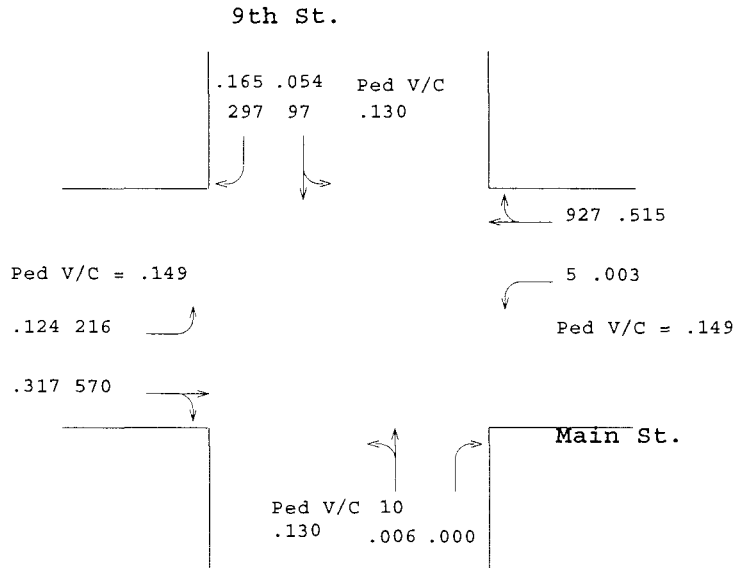 9th St.
.165 .054 Ped V/C
297 97 .130
927 .515
Ped V/C = .149
5 .003
.124 216
Ped V/C = .149
.317 570
Main St.
Ped V/C 10
.130 .006 .000